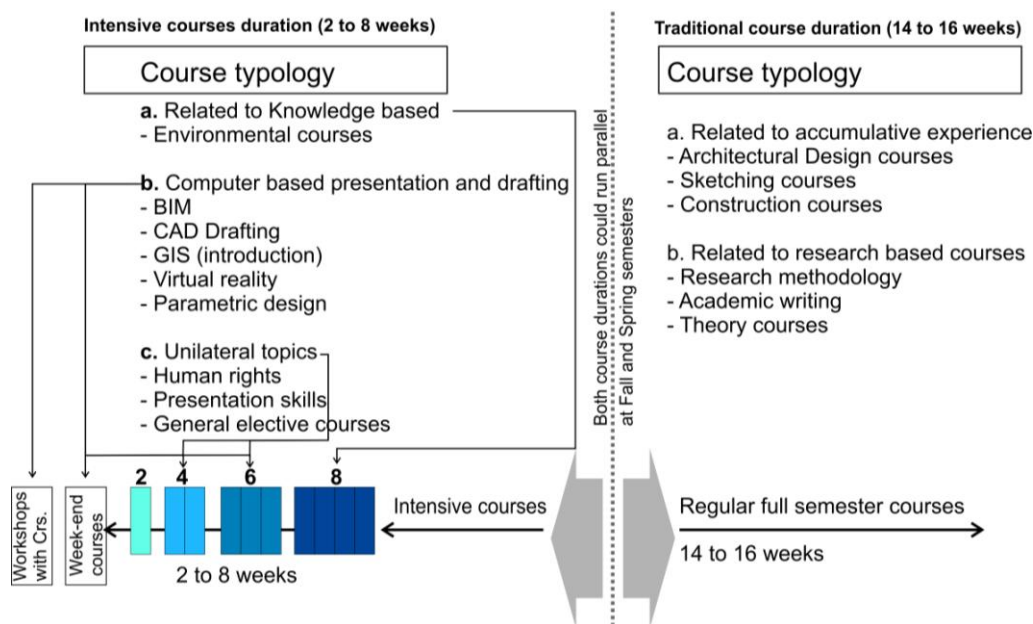 Intensive courses duration (2 to 8 weeks)
Course typology
a. Related to Knowledge based
- Environmental courses
b. Computer based presentation and drafting
- BIM
- CAD Drafting
- GIS (introduction)
- Virtual reality
- Parametric design
c. Unilateral topics
- Human rights
- Presentation skills
- General elective courses
2 4 6 8
Workshops
with Crs.
Week-end
courses
2 to 8 weeks
Intensive courses
Both course durations could run parallel
at Fall and Spring semesters
Traditional course duration (14 to 16 weeks)
Course typology
a. Related to accumulative experience
- Architectural Design courses
- Sketching courses
- Construction courses
b. Related to research based courses
- Research methodology
- Academic writing
- Theory courses
Regular full semester courses
14 to 16 weeks